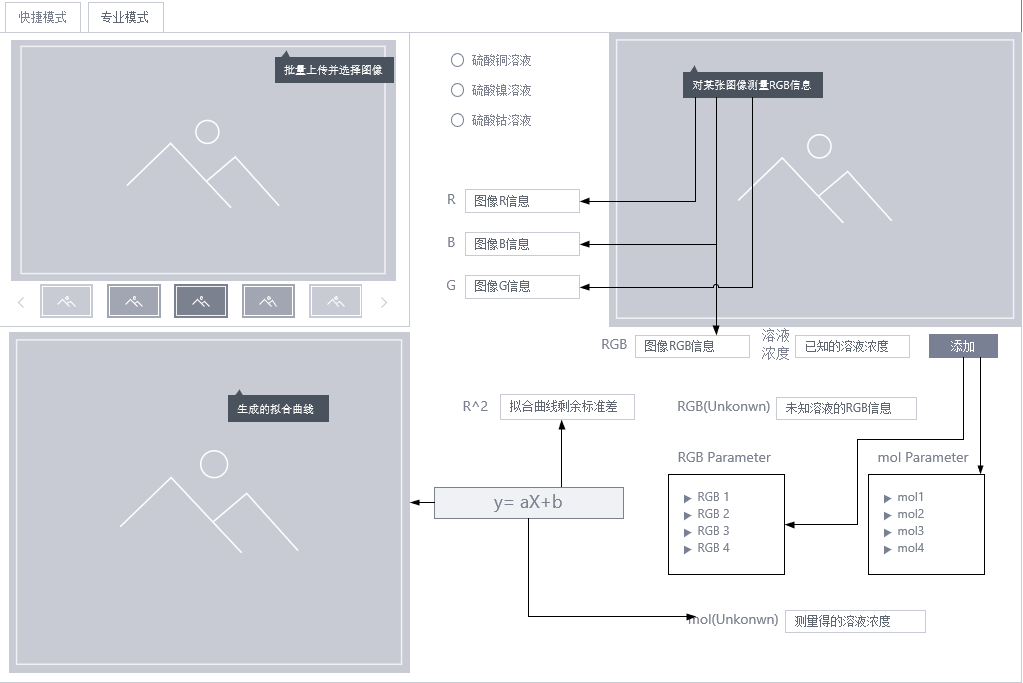 快捷模式
专业模式
批量上传并选择图像
硫酸铜溶液
硫酸镍溶液
硫酸钴溶液
对某张图像测量RGB信息
R
图像R信息
B
图像B信息
G
图像G信息
RGB
图像RGB信息
溶液
浓度
已知的溶液浓度
添加
生成的拟合曲线
R^2
拟合曲线剩余标准差
RGB(Unkonwn)
未知溶液的RGB信息
RGB Parameter
mol Parameter
y= aX+b
RGB 1
RGB 2
RGB 3
RGB 4
mol1
mol2
mol3
mol4
mol(Unkonwn)
测量得的溶液浓度